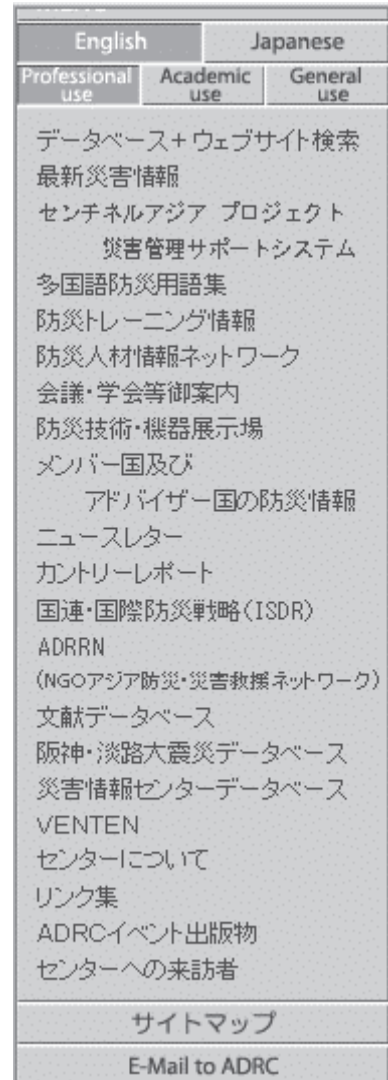 English Japanese
Professional use Academic use General use
データベース+ウェブサイト検索
最新災害情報
センチネルアジア プロジェクト
災害管理サポートシステム
多国語防災用語集
防災トレーニング情報
防災人材情報ネットワーク
会議・学会等御案内
防災技術・機器展示場
メンバー国及び
アドバイザー国の防災情報
ニュースレター
カントリーレポート
国連・国際防災戦略(ISDR)
ADRRN
(NGOアジア防災・災害救援ネットワーク)
文献データベース
阪神・淡路大震災データベース
災害情報センターデータベース
VENTEN
センターについて
リンク集
ADRCイベント出版物
センターへの来訪者
サイトマップ
E-Mail to ADRC